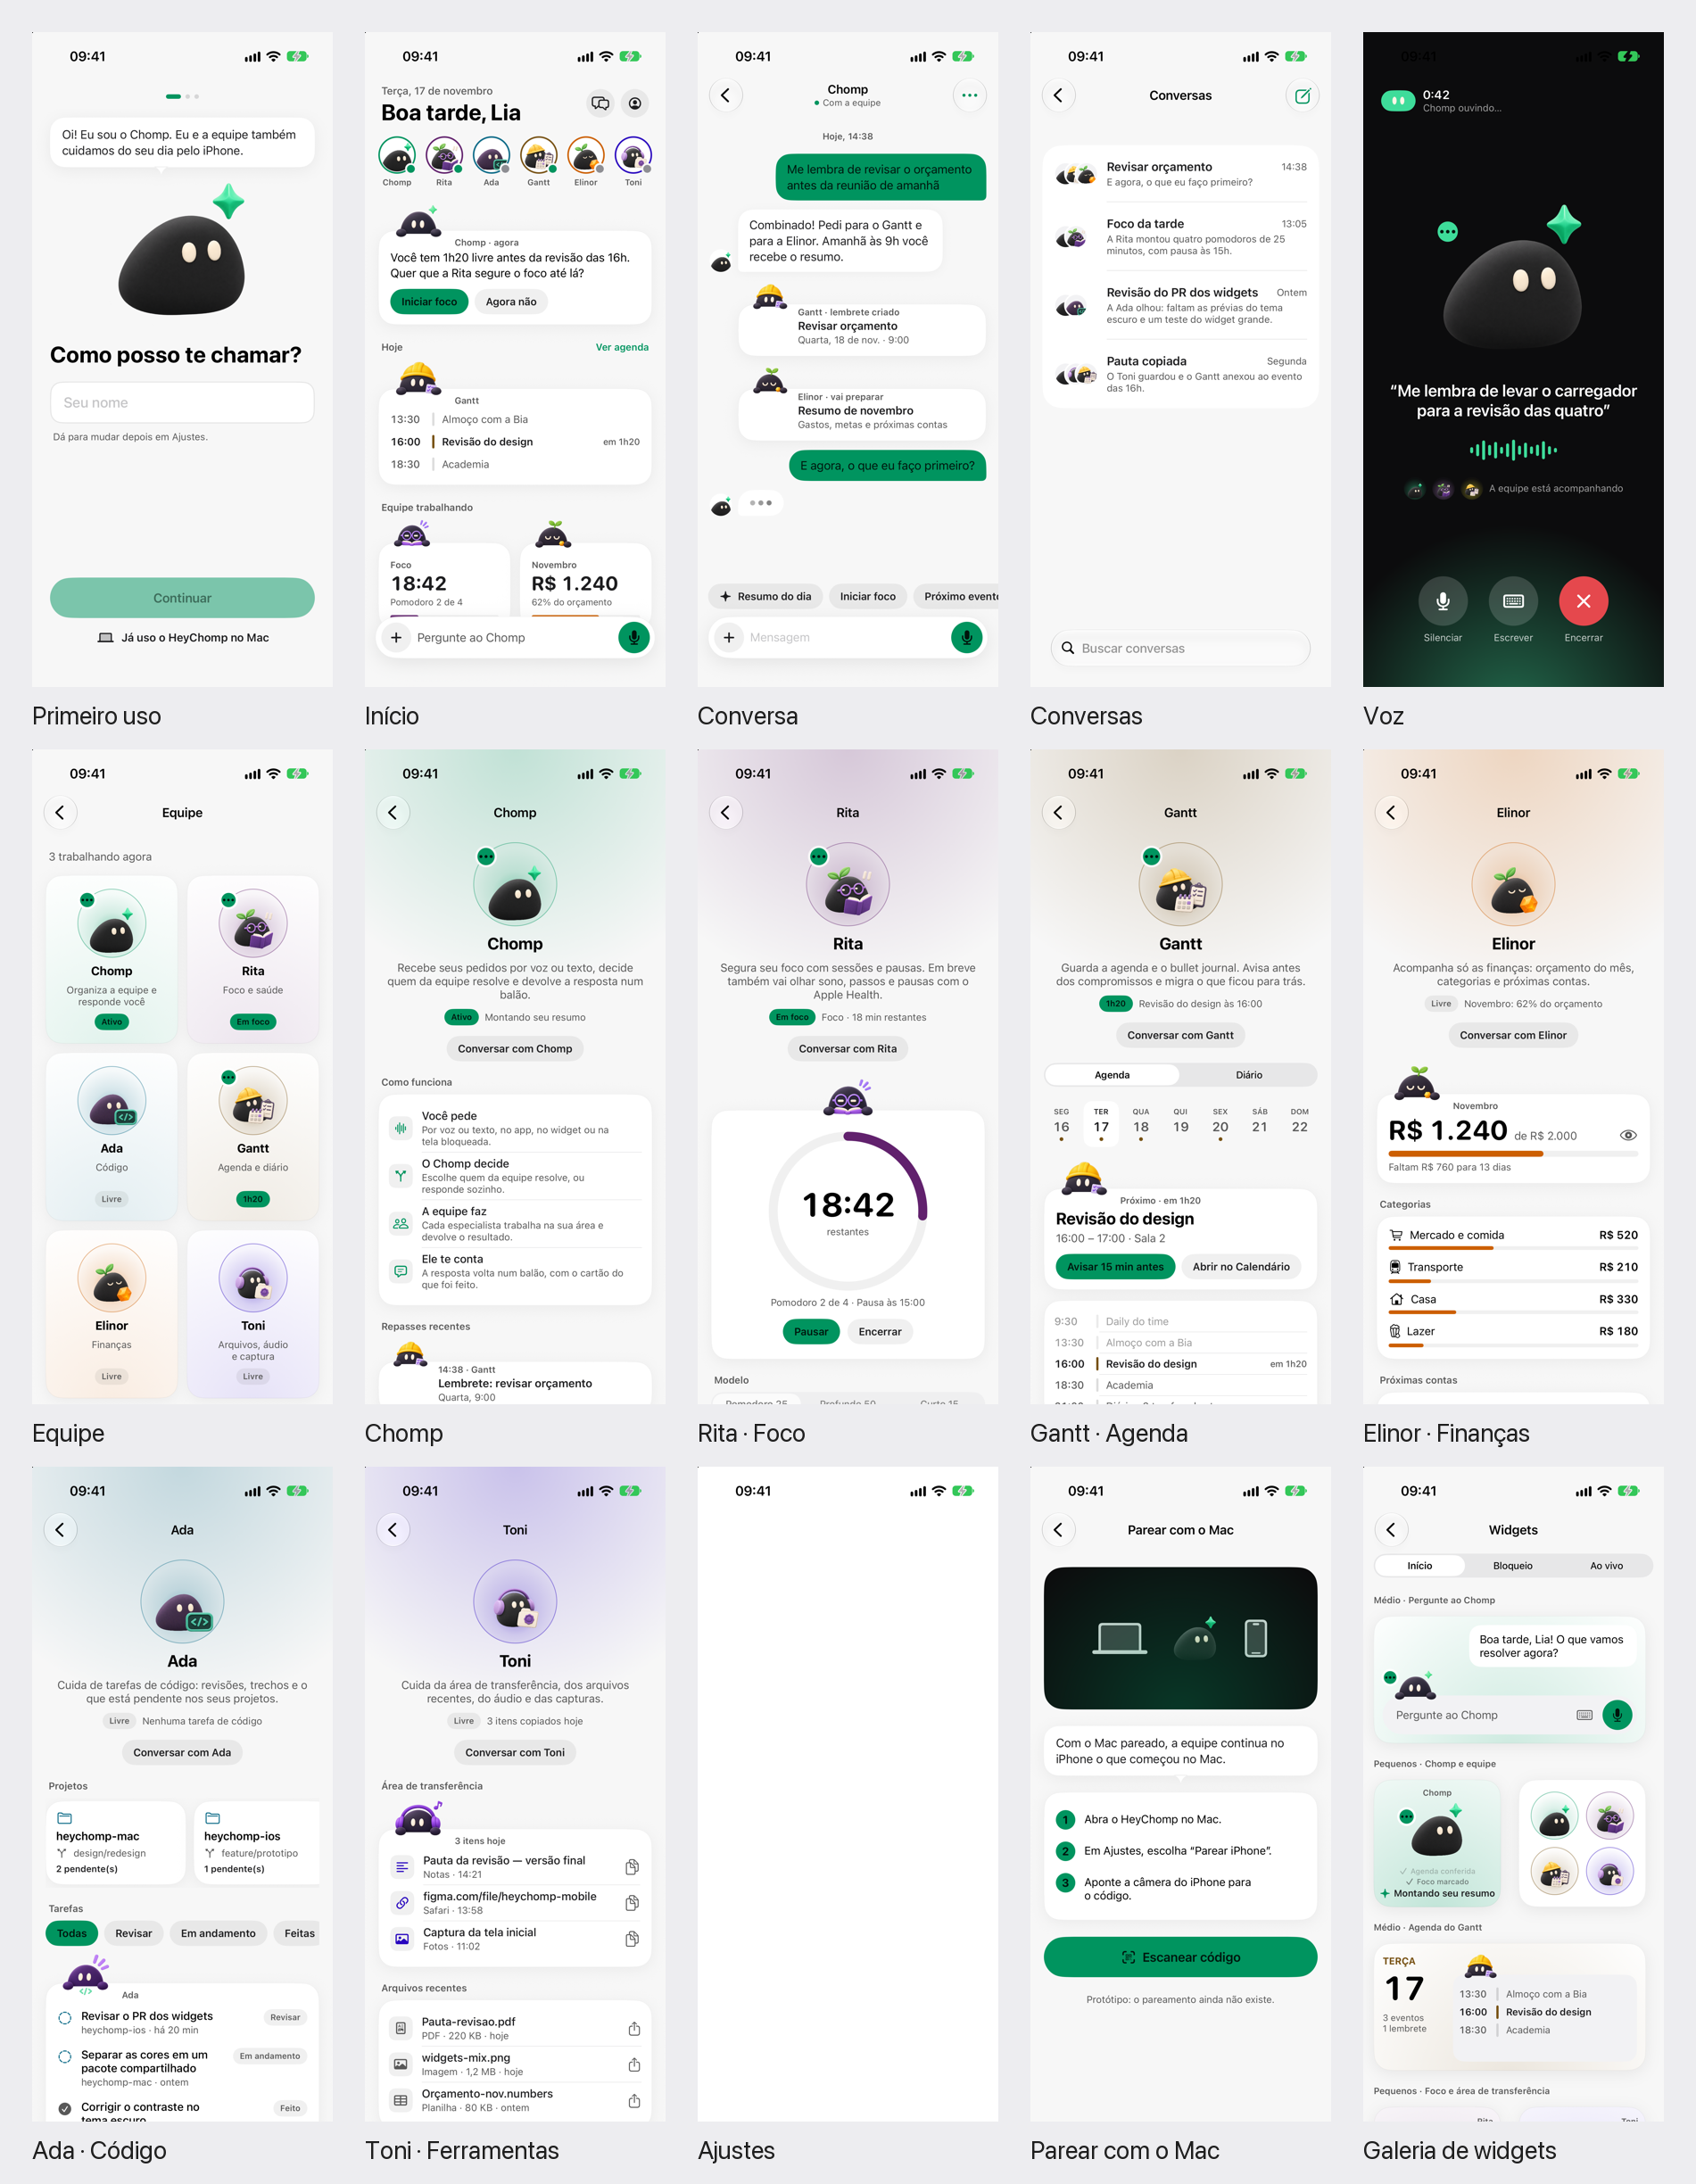 09:41
Oi! Eu sou o Chomp. Eu e a equipe também
cuidamos do seu dia pelo iPhone.
Como posso te chamar?
Seu nome
Dá para mudar depois em Ajustes.
Continuar
Já uso o HeyChomp no Mac
Primeiro uso
09:41
Terça, 17 de novembro
Boa tarde, Lia
Chomp
Rita
Ada
Gantt
Elinor
Toni
Chomp · agora
Você tem 1h20 livre antes da revisão das 16h.
Quer que a Rita segure o foco até lá?
Iniciar foco
Agora não
Hoje
Ver agenda
Gantt
13:30 Almoço com a Bia
16:00 Revisão do design em 1h20
18:30 Academia
Equipe trabalhando
Foco
18:42
Pomodoro 2 de 4
Novembro
R$ 1.240
62% do orçamento
Pergunte ao Chomp
Início
09:41
Chomp
Com a equipe
Hoje, 14:38
Me lembra de revisar o orçamento
antes da reunião de amanhã
Combinado! Pedi para o Gantt e
para a Elinor. Amanhã às 9h você
recebe o resumo.
Gantt · lembrete criado
Revisar orçamento
Quarta, 18 de nov. · 9:00
Elinor · vai preparar
Resumo de novembro
Gastos, metas e próximas contas
E agora, o que eu faço primeiro?
Resumo do dia
Iniciar foco
Próximo evento
Mensagem
Conversa
09:41
Conversas
Revisar orçamento 14:38
E agora, o que eu faço primeiro?
Foco da tarde 13:05
A Rita montou quatro pomodoros de 25
minutos, com pausa às 15h.
Revisão do PR dos widgets Ontem
A Ada olhou: faltam as prévias do tema
escuro e um teste do widget grande.
Pauta copiada Segunda
O Toni guardou e o Gantt anexou ao evento
das 16h.
Buscar conversas
Conversas
09:41
0:42
Chomp ouvindo...
“Me lembra de levar o carregador
para a revisão das quatro”
A equipe está acompanhando
Silenciar
Escrever
Encerrar
Voz
09:41
Equipe
3 trabalhando agora
Chomp
Organiza a equipe e
responde você
Ativo
Rita
Foco e saúde
Em foco
Ada
Código
Livre
Gantt
Agenda e diário
1h20
Elinor
Finanças
Livre
Toni
Arquivos, áudio
e captura
Livre
Equipe
09:41
Chomp
Chomp
Recebe seus pedidos por voz ou texto, decide
quem da equipe resolve e devolve a resposta num
balão.
Ativo Montando seu resumo
Conversar com Chomp
Como funciona
Você pede
Por voz ou texto, no app, no widget ou na
tela bloqueada.
O Chomp decide
Escolhe quem da equipe resolve, ou
responde sozinho.
A equipe faz
Cada especialista trabalha na sua área e
devolve o resultado.
Ele te conta
A resposta volta num balão, com o cartão do
que foi feito.
Repasses recentes
14:38 · Gantt
Lembrete: revisar orçamento
Quarta, 9:00
Chomp
09:41
Rita
Rita
Segura seu foco com sessões e pausas. Em breve
também vai olhar sono, passos e pausas com o
Apple Health.
Em foco Foco · 18 min restantes
Conversar com Rita
18:42
restantes
Pomodoro 2 de 4 · Pausa às 15:00
Pausar
Encerrar
Modelo
Pomodoro 25 Profundo 50 Curto 15
Rita · Foco
09:41
Gantt
Gantt
Guarda a agenda e o bullet journal. Avisa antes
dos compromissos e migra o que ficou para trás.
1h20 Revisão do design às 16:00
Conversar com Gantt
Agenda
Diário
SEG TER QUA QUI SEX SÁB DOM
16 17 18 19 20 21 22
Próximo · em 1h20
Revisão do design
16:00 – 17:00 · Sala 2
Avisar 15 min antes
Abrir no Calendário
9:30 Daily do time
13:30 Almoço com a Bia
16:00 Revisão do design em 1h20
18:30 Academia
Gantt · Agenda
09:41
Elinor
Elinor
Acompanha só as finanças: orçamento do mês,
categorias e próximas contas.
Livre Novembro: 62% do orçamento
Conversar com Elinor
Novembro
R$ 1.240 de R$ 2.000
Faltam R$ 760 para 13 dias
Categorias
Mercado e comida R$ 520
Transporte R$ 210
Casa R$ 330
Lazer R$ 180
Próximas contas
Elinor · Finanças
09:41
Ada
Ada
Cuida de tarefas de código: revisões, trechos e o
que está pendente nos seus projetos.
Livre Nenhuma tarefa de código
Conversar com Ada
Projetos
heychomp-mac
design/redesign
2 pendente(s)
heychomp-ios
feature/prototipo
1 pendente(s)
Tarefas
Todas
Revisar
Em andamento
Feitas
Ada
Revisar o PR dos widgets Revisar
heychomp-ios · há 20 min
Separar as cores em um Em andamento
pacote compartilhado
heychomp-mac · ontem
Corrigir o contraste no Feito
tema escuro
Ada · Código
09:41
Toni
Toni
Cuida da área de transferência, dos arquivos
recentes, do áudio e das capturas.
Livre 3 itens copiados hoje
Conversar com Toni
Área de transferência
3 itens hoje
Pauta da revisão — versão final
Notas · 14:21
figma.com/file/heychomp-mobile
Safari · 13:58
Captura da tela inicial
Fotos · 11:02
Arquivos recentes
Pauta-revisao.pdf
PDF · 220 KB · hoje
widgets-mix.png
Imagem · 1,2 MB · hoje
Orçamento-nov.numbers
Planilha · 80 KB · ontem
Toni · Ferramentas
09:41
Ajustes
09:41
Parear com o Mac
Com o Mac pareado, a equipe continua no
iPhone o que começou no Mac.
1 Abra o HeyChomp no Mac.
2 Em Ajustes, escolha “Parear iPhone”.
3 Aponte a câmera do iPhone para
o código.
Escanear código
Protótipo: o pareamento ainda não existe.
Parear com o Mac
09:41
Widgets
Início
Bloqueio
Ao vivo
Médio · Pergunte ao Chomp
Boa tarde, Lia! O que vamos
resolver agora?
Pergunte ao Chomp
Pequenos · Chomp e equipe
Chomp
Agenda conferida
Foco marcado
Montando seu resumo
Médio · Agenda do Gantt
TERÇA
17
3 eventos
1 lembrete
13:30 Almoço com a Bia
16:00 Revisão do design
18:30 Academia
Pequenos · Foco e área de transferência
Rita
Toni
Galeria de widgets